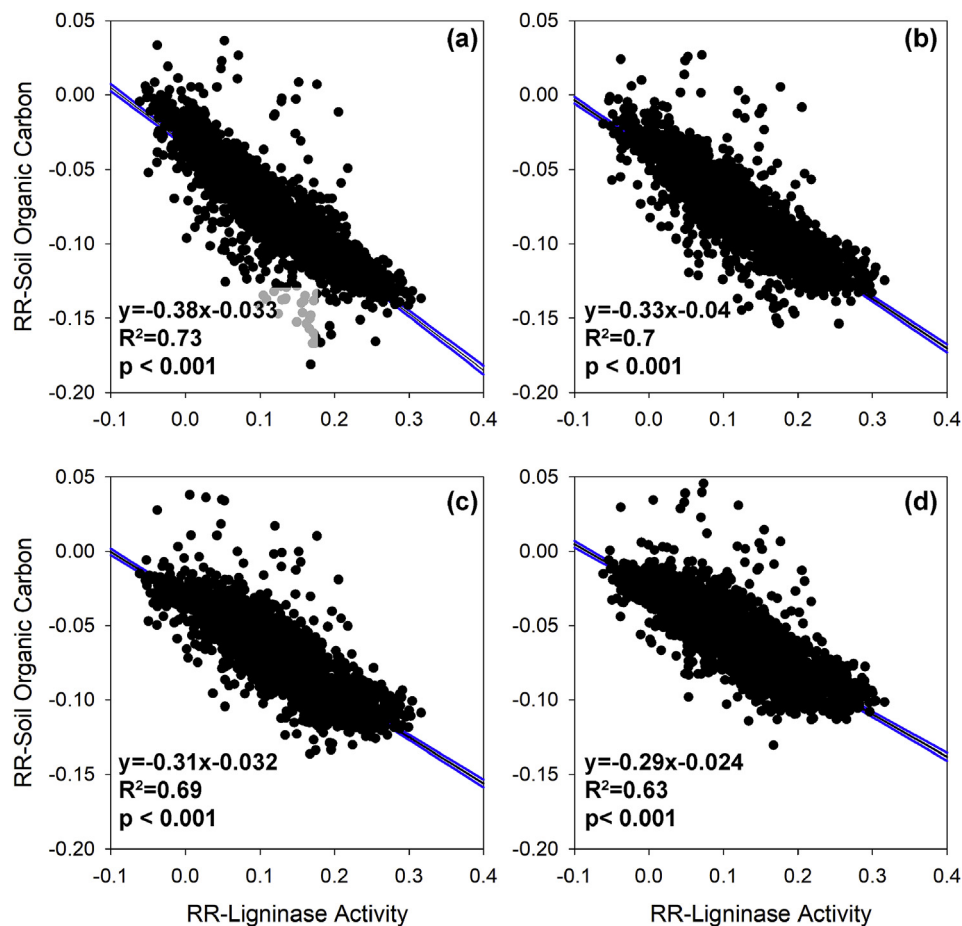 (a)
0.05
0.00
-0.05
-0.10
-0.15
-0.20
RR-Soil Organic Carbon
y=-0.38x-0.033
R²=0.73
p < 0.001
-0.1 0.0 0.1 0.2 0.3 0.4
(b)
0.05
0.00
-0.05
-0.10
-0.15
-0.20
y=-0.33x-0.04
R²=0.7
p < 0.001
-0.1 0.0 0.1 0.2 0.3 0.4
(c)
0.05
0.00
-0.05
-0.10
-0.15
-0.20
RR-Soil Organic Carbon
y=-0.31x-0.032
R²=0.69
p < 0.001
-0.1 0.0 0.1 0.2 0.3 0.4
RR-Ligninase Activity
(d)
0.05
0.00
-0.05
-0.10
-0.15
-0.20
y=-0.29x-0.024
R²=0.63
p< 0.001
-0.1 0.0 0.1 0.2 0.3 0.4
RR-Ligninase Activity